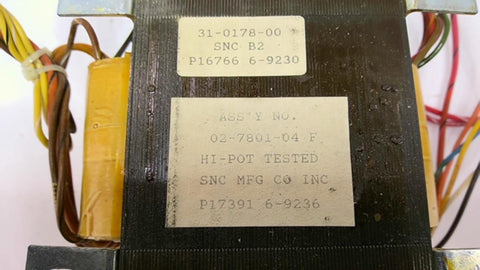 31-0178-00
SNC B2
P16766 6-9230
ASS'Y NO.
02-7801-04 F
HI-POT TESTED
SNC MFG CO INC
P17391 6-9236